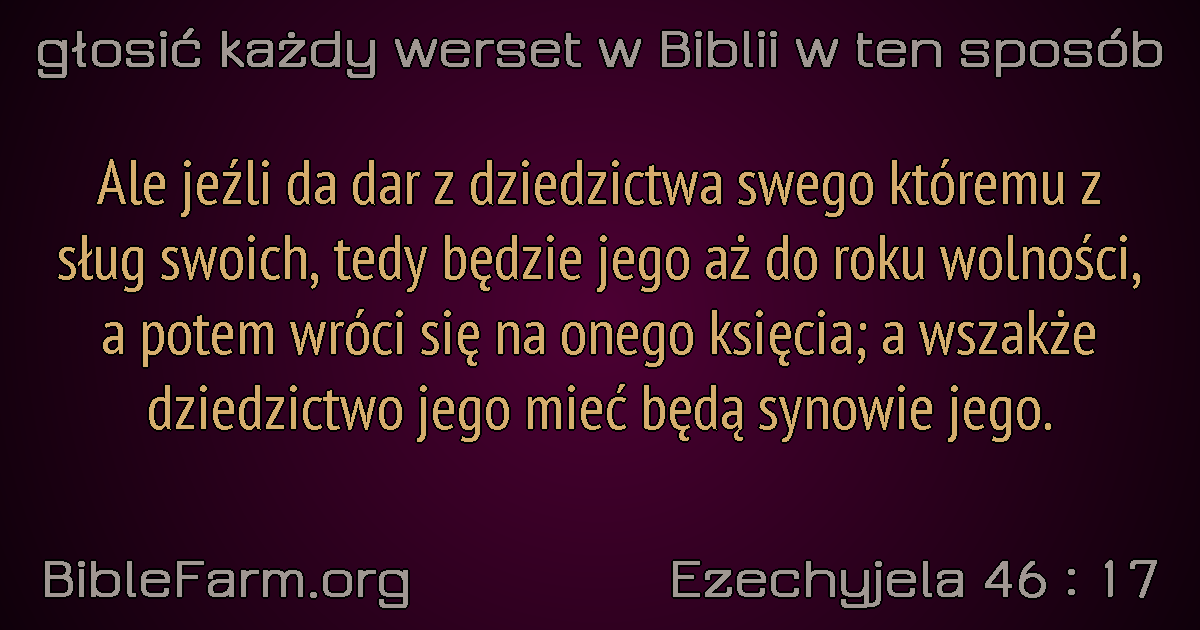 głosić każdy werset w Biblii w ten sposób
Ale jeźli da dar z dziedzictwa swego któremu z
sług swoich, tedy będzie jego aż do roku wolności,
a potem wróci się na onego księcia; a wszakże
dziedzictwo jego mieć będą synowie jego.
BibleFarm.org
Ezechyjela 46 : 17